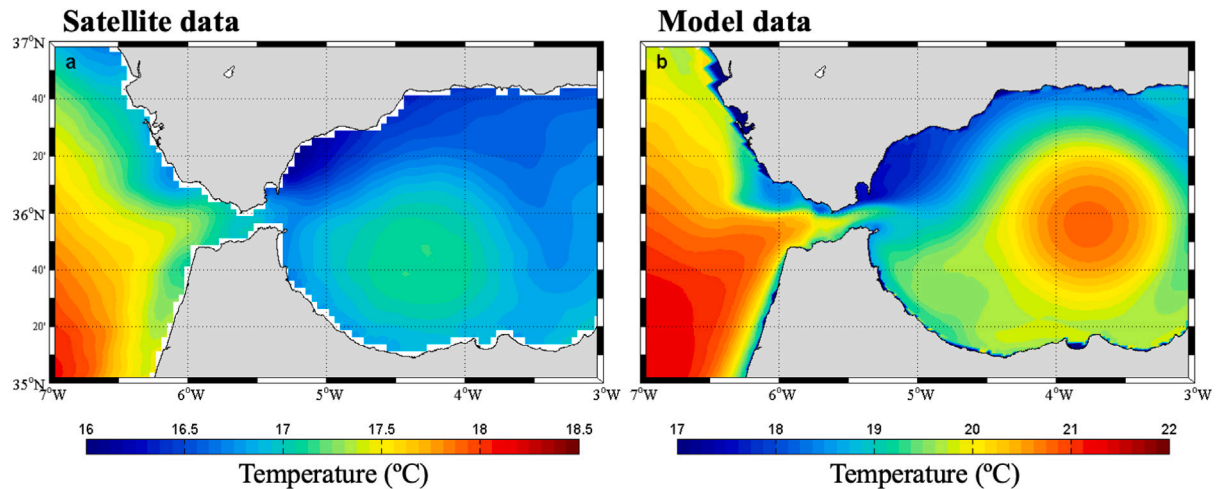 Satellite data Model data
37°N
a b
40'
20'
36°N
40'
20'
35°N
7°W 6°W 5°W 4°W 3°W 7°W 6°W 5°W 4°W 3°W
16 16.5 17 17.5 18 18.5 17 18 19 20 21 22
Temperature (ºC) Temperature (ºC)